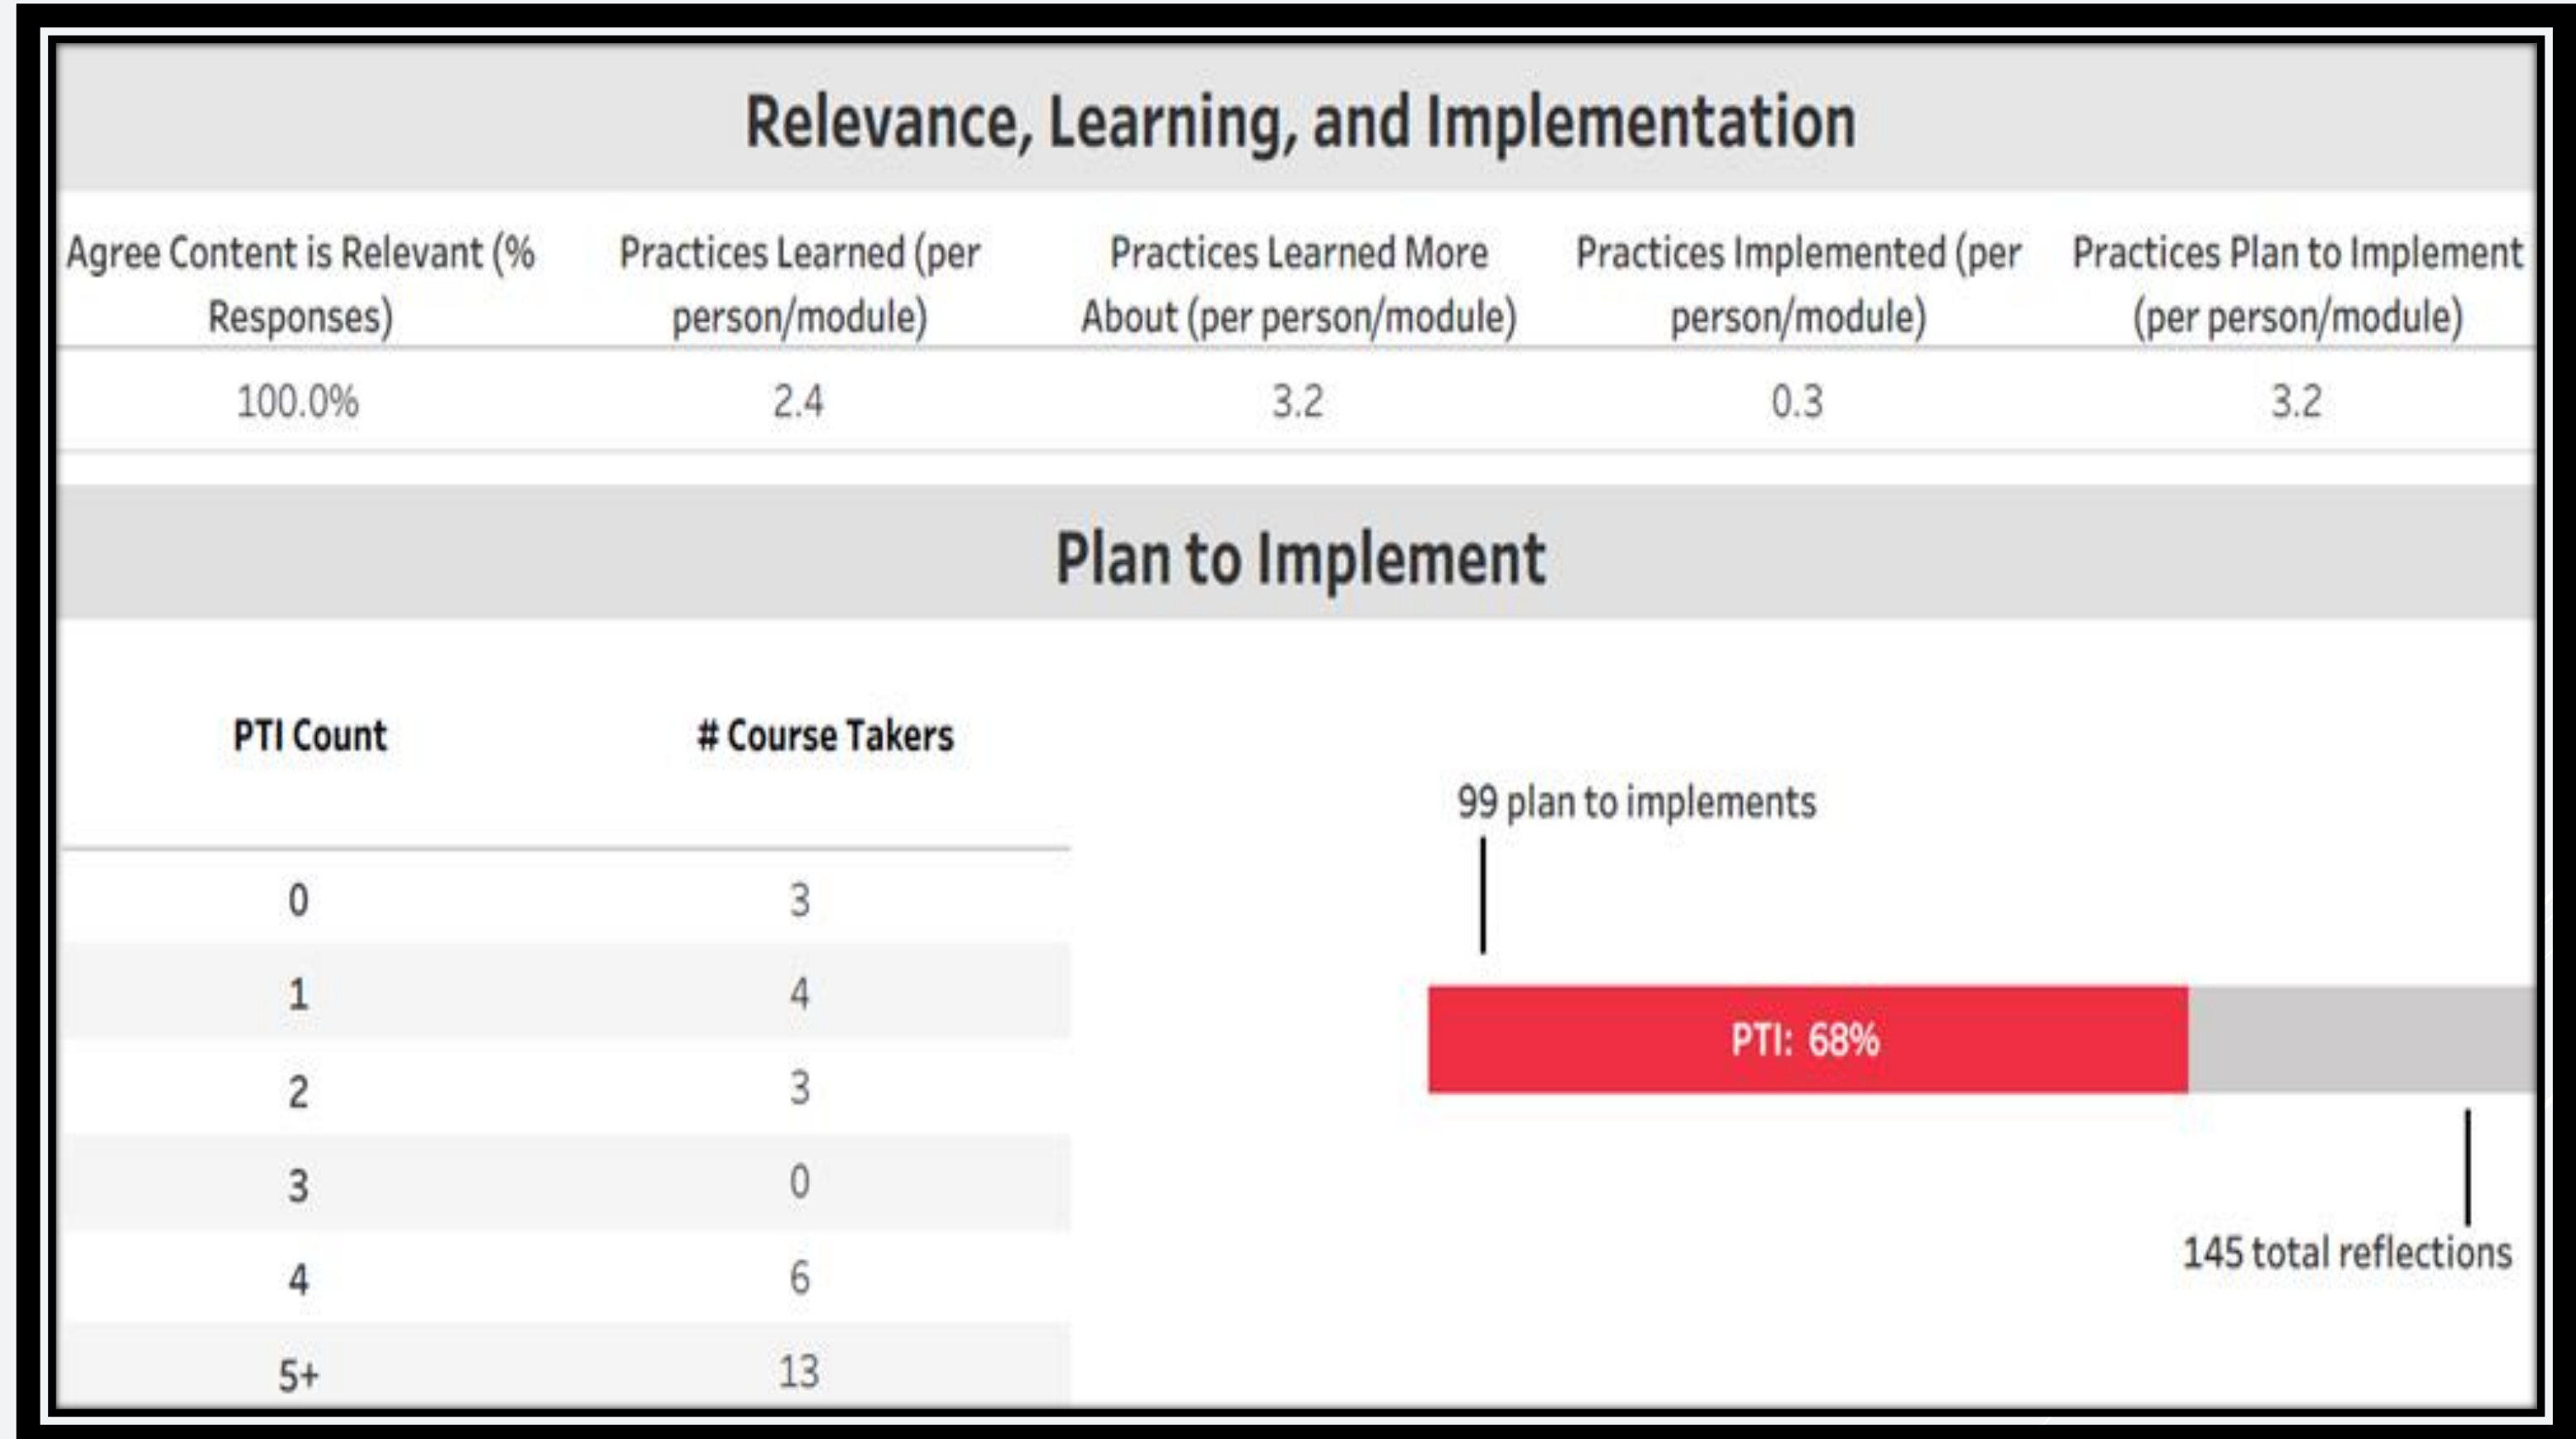 Relevance, Learning, and Implementation
Agree Content is Relevant (%
Responses)
Practices Learned (per
person/module)
Practices Learned More
About (per person/module)
Practices Implemented (per
person/module)
Practices Plan to Implement
(per person/module)
100.0% 2.4 3.2 0.3 3.2
Plan to Implement
PTI Count # Course Takers
0 3
1 4
2 3
3 0
4 6
5+ 13
99 plan to implements
PTI: 68%
145 total reflections